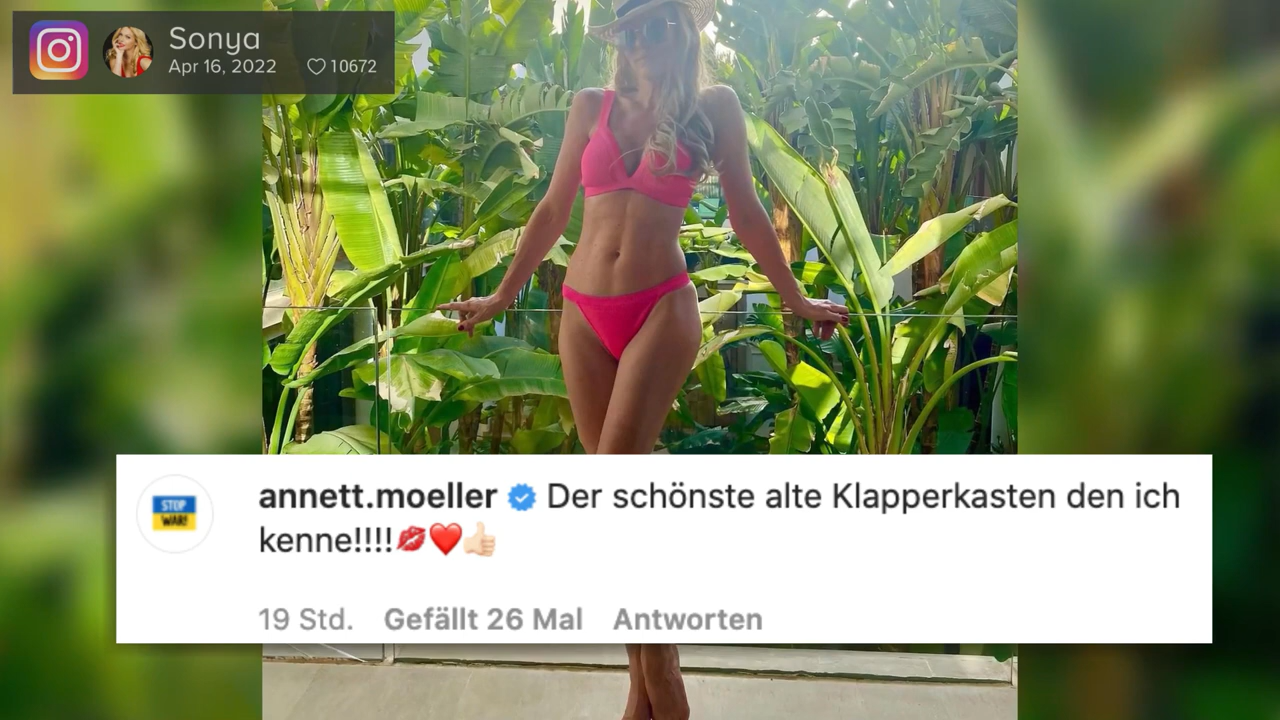 Sonya
Apr 16, 2022 10672
STOP
WAR!
annett.moeller Der schönste alte Klapperkasten den ich
kenne!!!!💋❤️👍🏻
19 Std. Gefällt 26 Mal Antworten